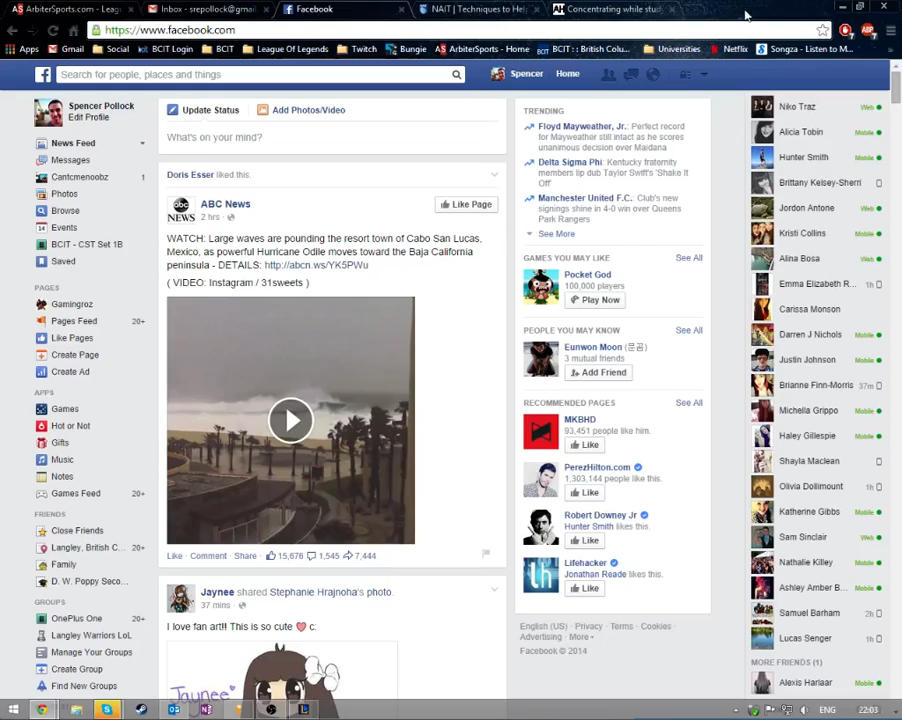 ArbiterSports.com - Leag
Inbox - srepollock@gmail
Facebook
NAIT | Techniques to Hel
Concentrating while stud
https://www.facebook.com
Apps
Gmail
Social
BCIT Login
BCIT
League Of Legends
Twitch
Bungie
ArbiterSports - Home
BCIT :: British Colu...
Universities
Netflix
Songza - Listen to M...
Search for people, places and things
Spencer
Home
Spencer Pollock
Edit Profile
News Feed
Messages
Cantcmenoobz 1
Photos
Browse
Events
BCIT - CST Set 1B
Saved
PAGES
Gamingroz
Pages Feed 20+
Like Pages
Create Page
Create Ad
APPS
Games
Hot or Not
Gifts
Music
Notes
Games Feed 20+
FRIENDS
Close Friends
Langley, British C... 20+
Family
D. W. Poppy Seco...
GROUPS
OnePlus One 20+
Langley Warriors LoL
Manage Your Groups
Create Group
Find New Groups
Update Status
Add Photos/Video
What's on your mind?
Doris Esser liked this.
ABC News
2 hrs ·
Like Page
WATCH: Large waves are pounding the resort town of Cabo San Lucas,
Mexico, as powerful Hurricane Odile moves toward the Baja California
peninsula - DETAILS: http://abcn.ws/YK5PWu
( VIDEO: Instagram / 31sweets )
Like · Comment · Share · 15,676 1,545 7,444
Jaynee shared Stephanie Hrajnoha's photo.
37 mins ·
I love fan art!! This is so cute ❤ c:
Jaynee
TRENDING
Floyd Mayweather, Jr.: Perfect record
for Mayweather still intact as he scores
unanimous decision over Maidana
Delta Sigma Phi: Kentucky fraternity
members lip dub Taylor Swift's 'Shake It
Off'
Manchester United F.C.: Club's new
signings shine in 4-0 win over Queens
Park Rangers
See More
GAMES YOU MAY LIKE
See All
Pocket God
100,000 players
Play Now
PEOPLE YOU MAY KNOW
See All
Eunwon Moon (문곰)
3 mutual friends
Add Friend
RECOMMENDED PAGES
See All
MKBHD
93,451 people like him.
Like
PerezHilton.com
1,303,144 people like this.
Like
Robert Downey Jr
Hunter Smith likes this.
Like
Lifehacker
Jonathan Reade likes this.
Like
English (US) · Privacy · Terms · Cookies ·
Advertising · More
Facebook © 2014
Niko Traz Web
Alicia Tobin Mobile
Hunter Smith Mobile
Brittany Kelsey-Sherri
Jordon Antone Web
Kristi Collins Mobile
Alina Bosa Mobile
Emma Elizabeth R... 1h
Carissa Monson
Darren J Nichols Mobile
Justin Johnson Mobile
Brianne Finn-Morris 37m
Michella Grippo Mobile
Haley Gillespie Mobile
Shayla Maclean
Olivia Dollimount 1h
Katherine Gibbs Mobile
Sam Sinclair Web
Nathalie Killey Mobile
Ashley Amber B... Mobile
Samuel Barham 2h
Lucas Senger Mobile
MORE FRIENDS (1)
Alexis Harlaar Mobile
ENG
22:03